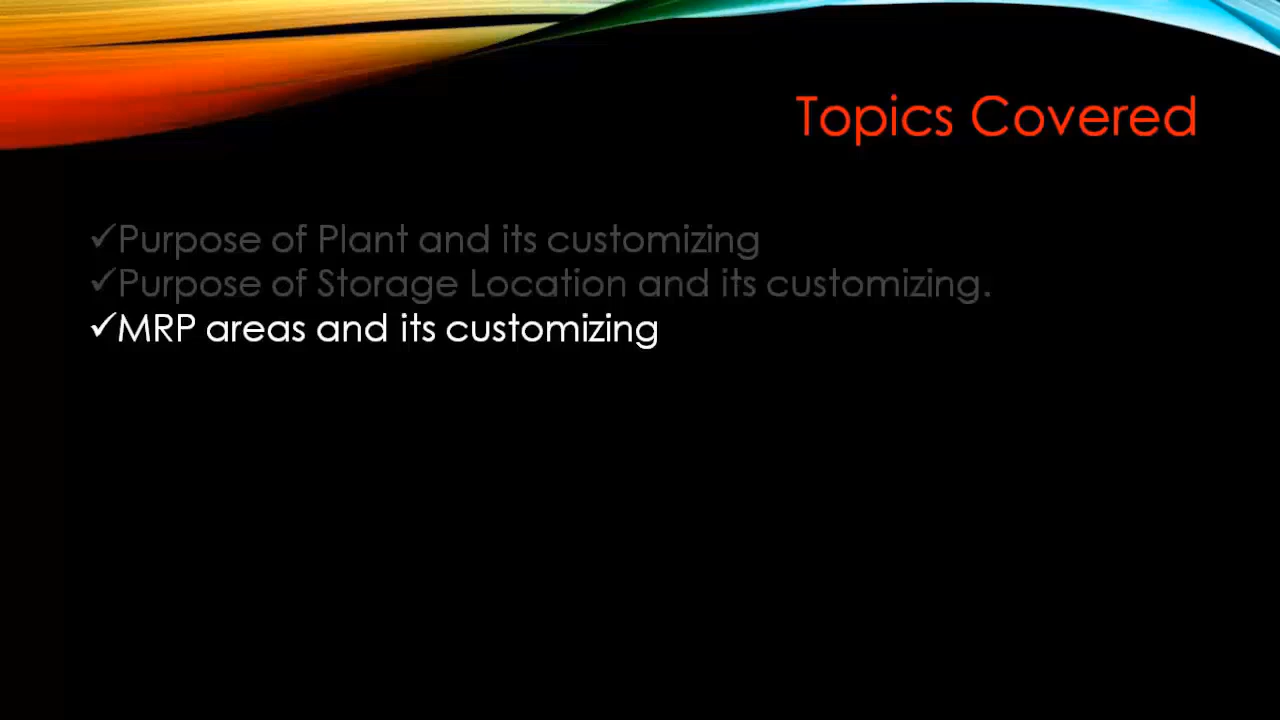 Topics Covered
✓Purpose of Plant and its customizing
✓Purpose of Storage Location and its customizing.
✓MRP areas and its customizing